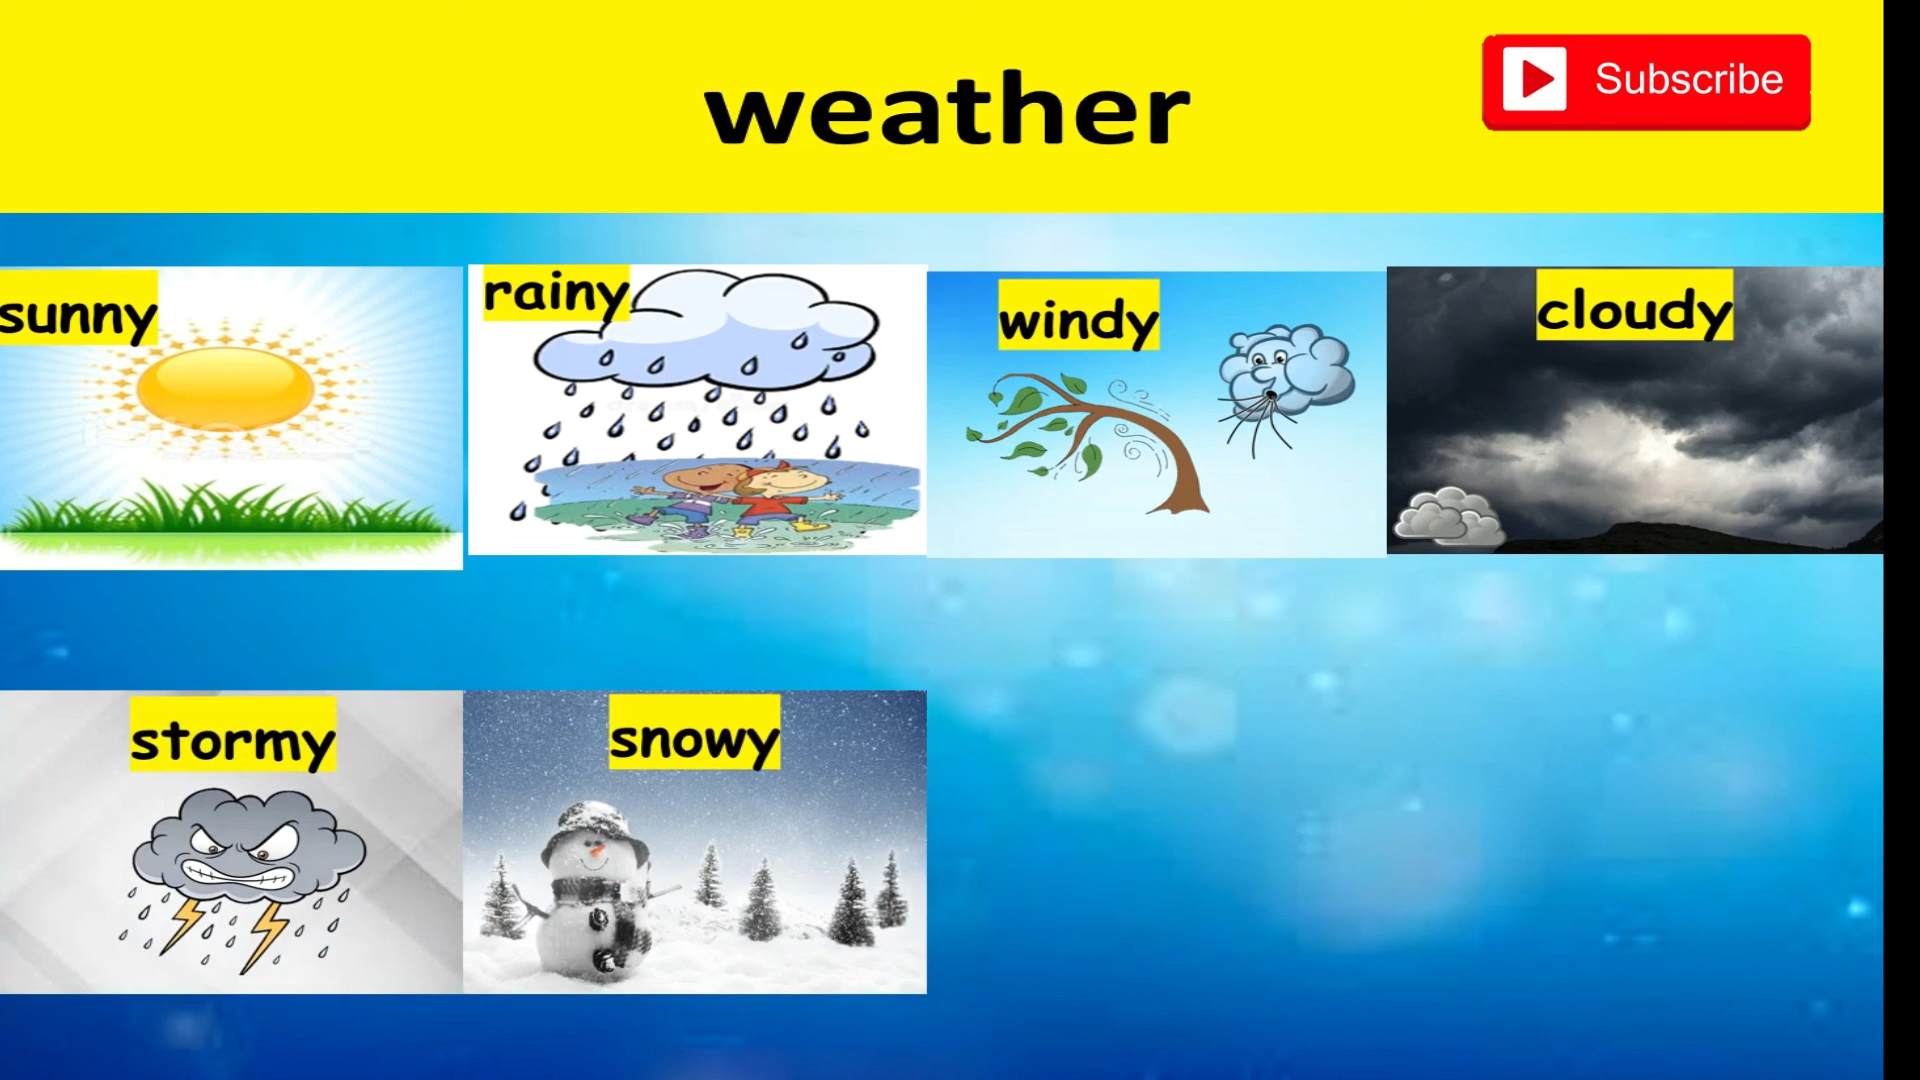 weather
Subscribe
sunny
rainy
windy
cloudy
stormy
snowy